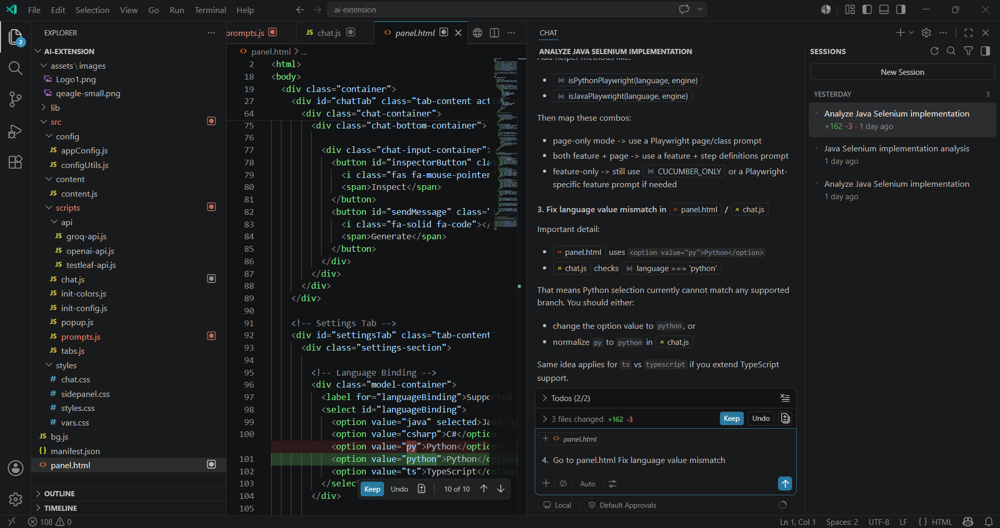 File Edit Selection View Go Run Terminal Help
ai-extension
EXPLORER
AI-EXTENSION
assets\images
Logo1.png
qeagle-small.png
lib
src
config
appConfig.js
configUtils.js
content
content.js
scripts
api
groq-api.js
openai-api.js
testleaf-api.js
chat.js
init-colors.js
init-config.js
popup.js
prompts.js
tabs.js
styles
chat.css
sidepanel.css
styles.css
vars.css
bg.js
manifest.json
panel.html
OUTLINE
TIMELINE
prompts.js chat.js panel.html
panel.html > ...
2 <html>
18 <body>
19 <div class="container">
27 <div id="chatTab" class="tab-content act
64 <div class="chat-container">
75 <div class="chat-bottom-container">
76
77 <div class="chat-input-container">
78 <button id="inspectorButton" cla
79 <i class="fas fa-mouse-pointer
80 <span>Inspect</span>
81 </button>
82 <button id="sendMessage" class="
83 <i class="fa-solid fa-code"></
84 <span>Generate</span>
85 </button>
86 </div>
87 </div>
88 </div>
89 </div>
90
91 <!-- Settings Tab -->
92 <div id="settingsTab" class="tab-content">
93 <div class="settings-section">
94
95 <!-- Language Binding -->
96 <div class="model-container">
97 <label for="languageBinding">Supported
98 <select id="languageBinding">
99 <option value="java" selected>Java</o
100 <option value="csharp">C#</option>
<option value="py">Python</option>
101 <option value="python">Python</option
102 <option value="ts">TypeScript</option
103 </selec
104 </div>
105
Keep Undo 10 of 10
CHAT
ANALYZE JAVA SELENIUM IMPLEMENTATION
Add helper methods like:
• isPythonPlaywright(language, engine)
• isJavaPlaywright(language, engine)
Then map these combos:
• page-only mode -> use a Playwright page/class prompt
• both feature + page -> use a feature + step definitions prompt
• feature-only -> still use CUCUMBER_ONLY or a Playwright-
specific feature prompt if needed
3. Fix language value mismatch in panel.html / chat.js
Important detail:
• panel.html uses <option value="py">Python</option>
• chat.js checks language === 'python'
That means Python selection currently cannot match any supported
branch. You should either:
• change the option value to python, or
• normalize py to python in chat.js
Same idea applies for ts vs typescript if you extend TypeScript
support.
Todos (2/2)
3 files changed +162 -3 Keep Undo
panel.html
4. Go to panel.html Fix language value mismatch
Auto
Local Default Approvals
SESSIONS
New Session
YESTERDAY 3
Analyze Java Selenium implementation
+162 -3 · 1 day ago
Java Selenium implementation analysis
1 day ago
Analyze Java Selenium implementation
1 day ago
2
108 0
Ln 1, Col 1 Spaces: 2 UTF-8 LF { } HTML